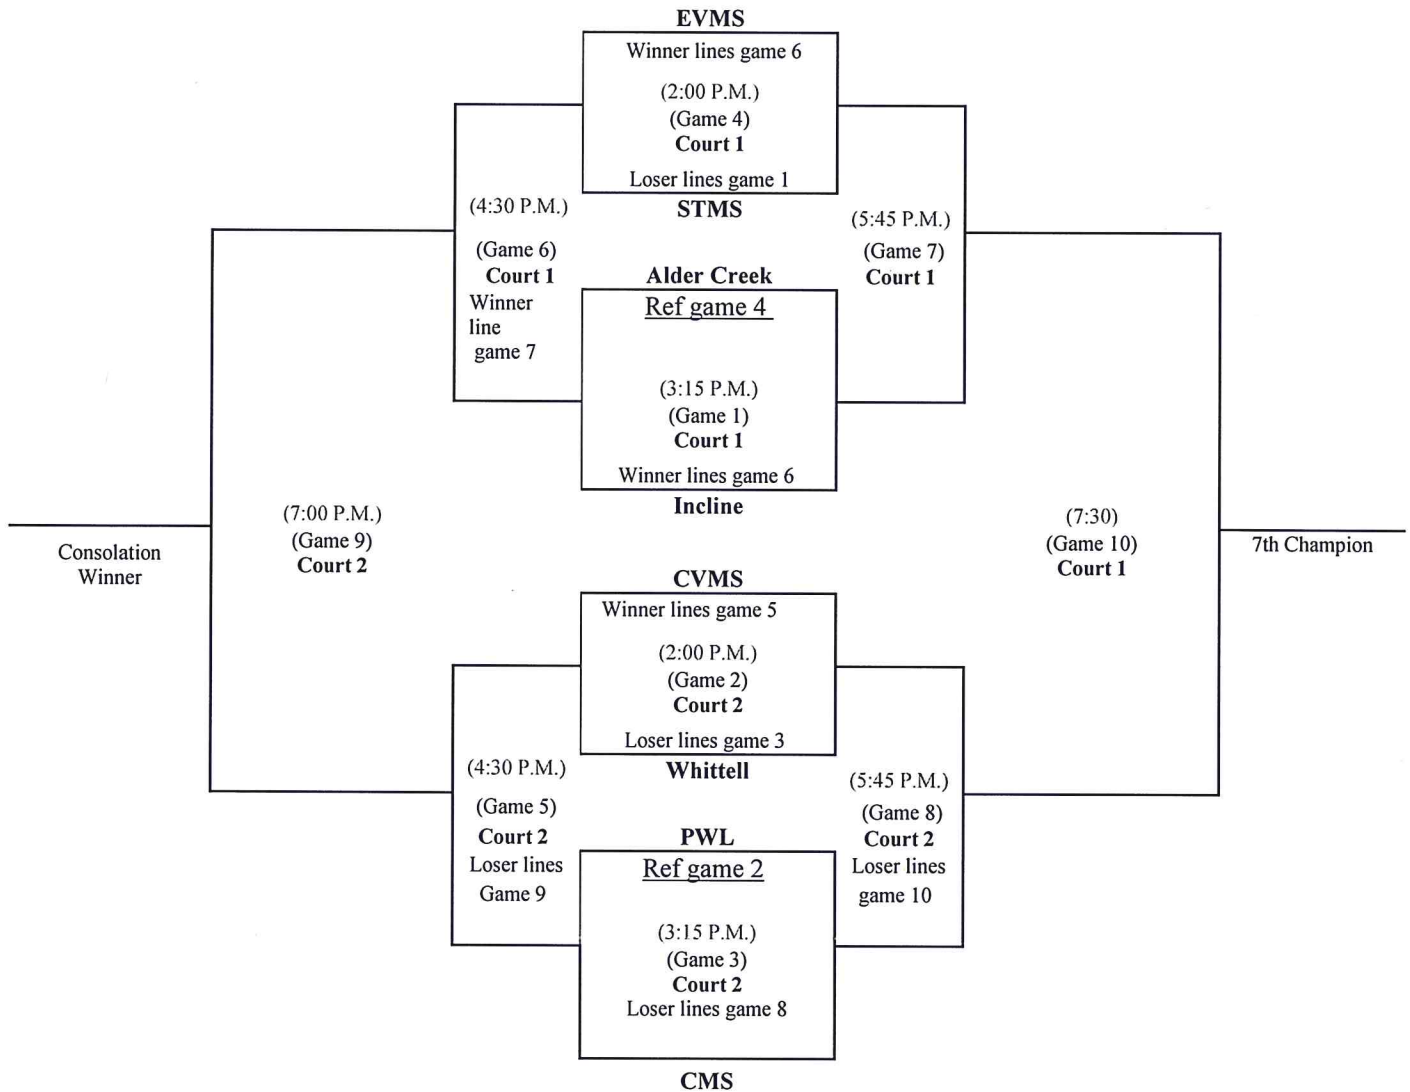 EVMS
Winner lines game 6
(2:00 P.M.)
(Game 4)
Court 1
Loser lines game 1
STMS
(4:30 P.M.)
(Game 6)
Court 1
Winner
line
game 7
(5:45 P.M.)
(Game 7)
Court 1
Alder Creek
Ref game 4
(3:15 P.M.)
(Game 1)
Court 1
Winner lines game 6
Incline
(7:00 P.M.)
(Game 9)
Court 2
Consolation
Winner
(7:30)
(Game 10)
Court 1
7th Champion
CVMS
Winner lines game 5
(2:00 P.M.)
(Game 2)
Court 2
Loser lines game 3
Whittell
(4:30 P.M.)
(Game 5)
Court 2
Loser lines
Game 9
(5:45 P.M.)
(Game 8)
Court 2
Loser lines
game 10
PWL
Ref game 2
(3:15 P.M.)
(Game 3)
Court 2
Loser lines game 8
CMS